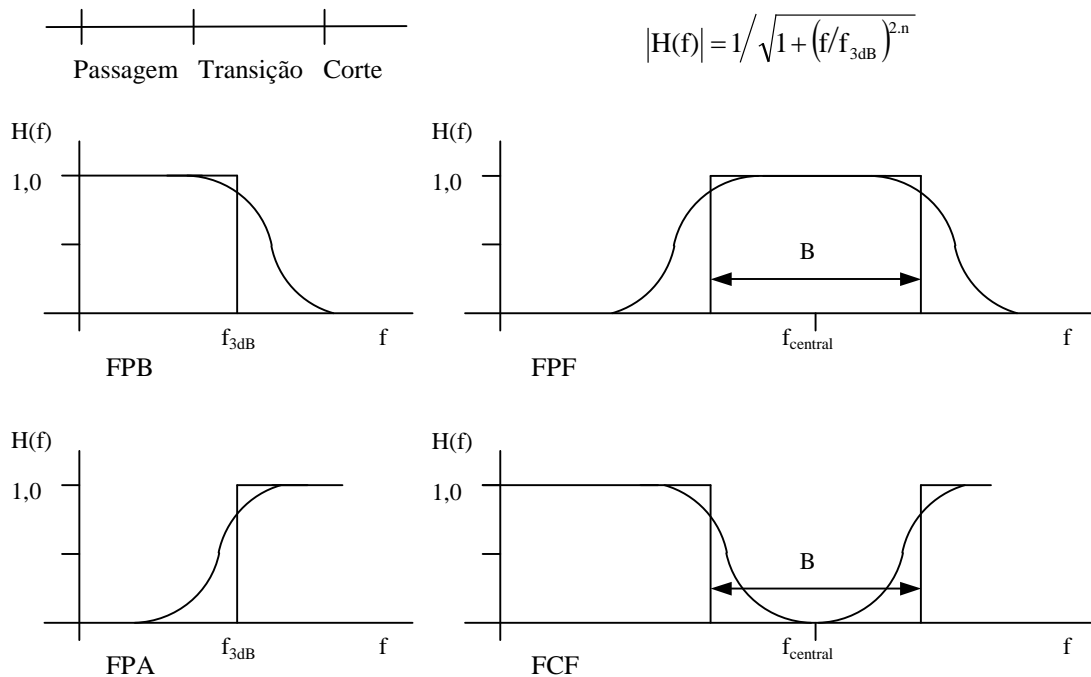 Passagem Transição Corte
|H(f)| = 1/√(1 + (f/f3dB)^2.n)
H(f)
1,0
f3dB
f
FPB
H(f)
1,0
B
fcentral
f
FPF
H(f)
1,0
f3dB
f
FPA
H(f)
1,0
B
fcentral
f
FCF